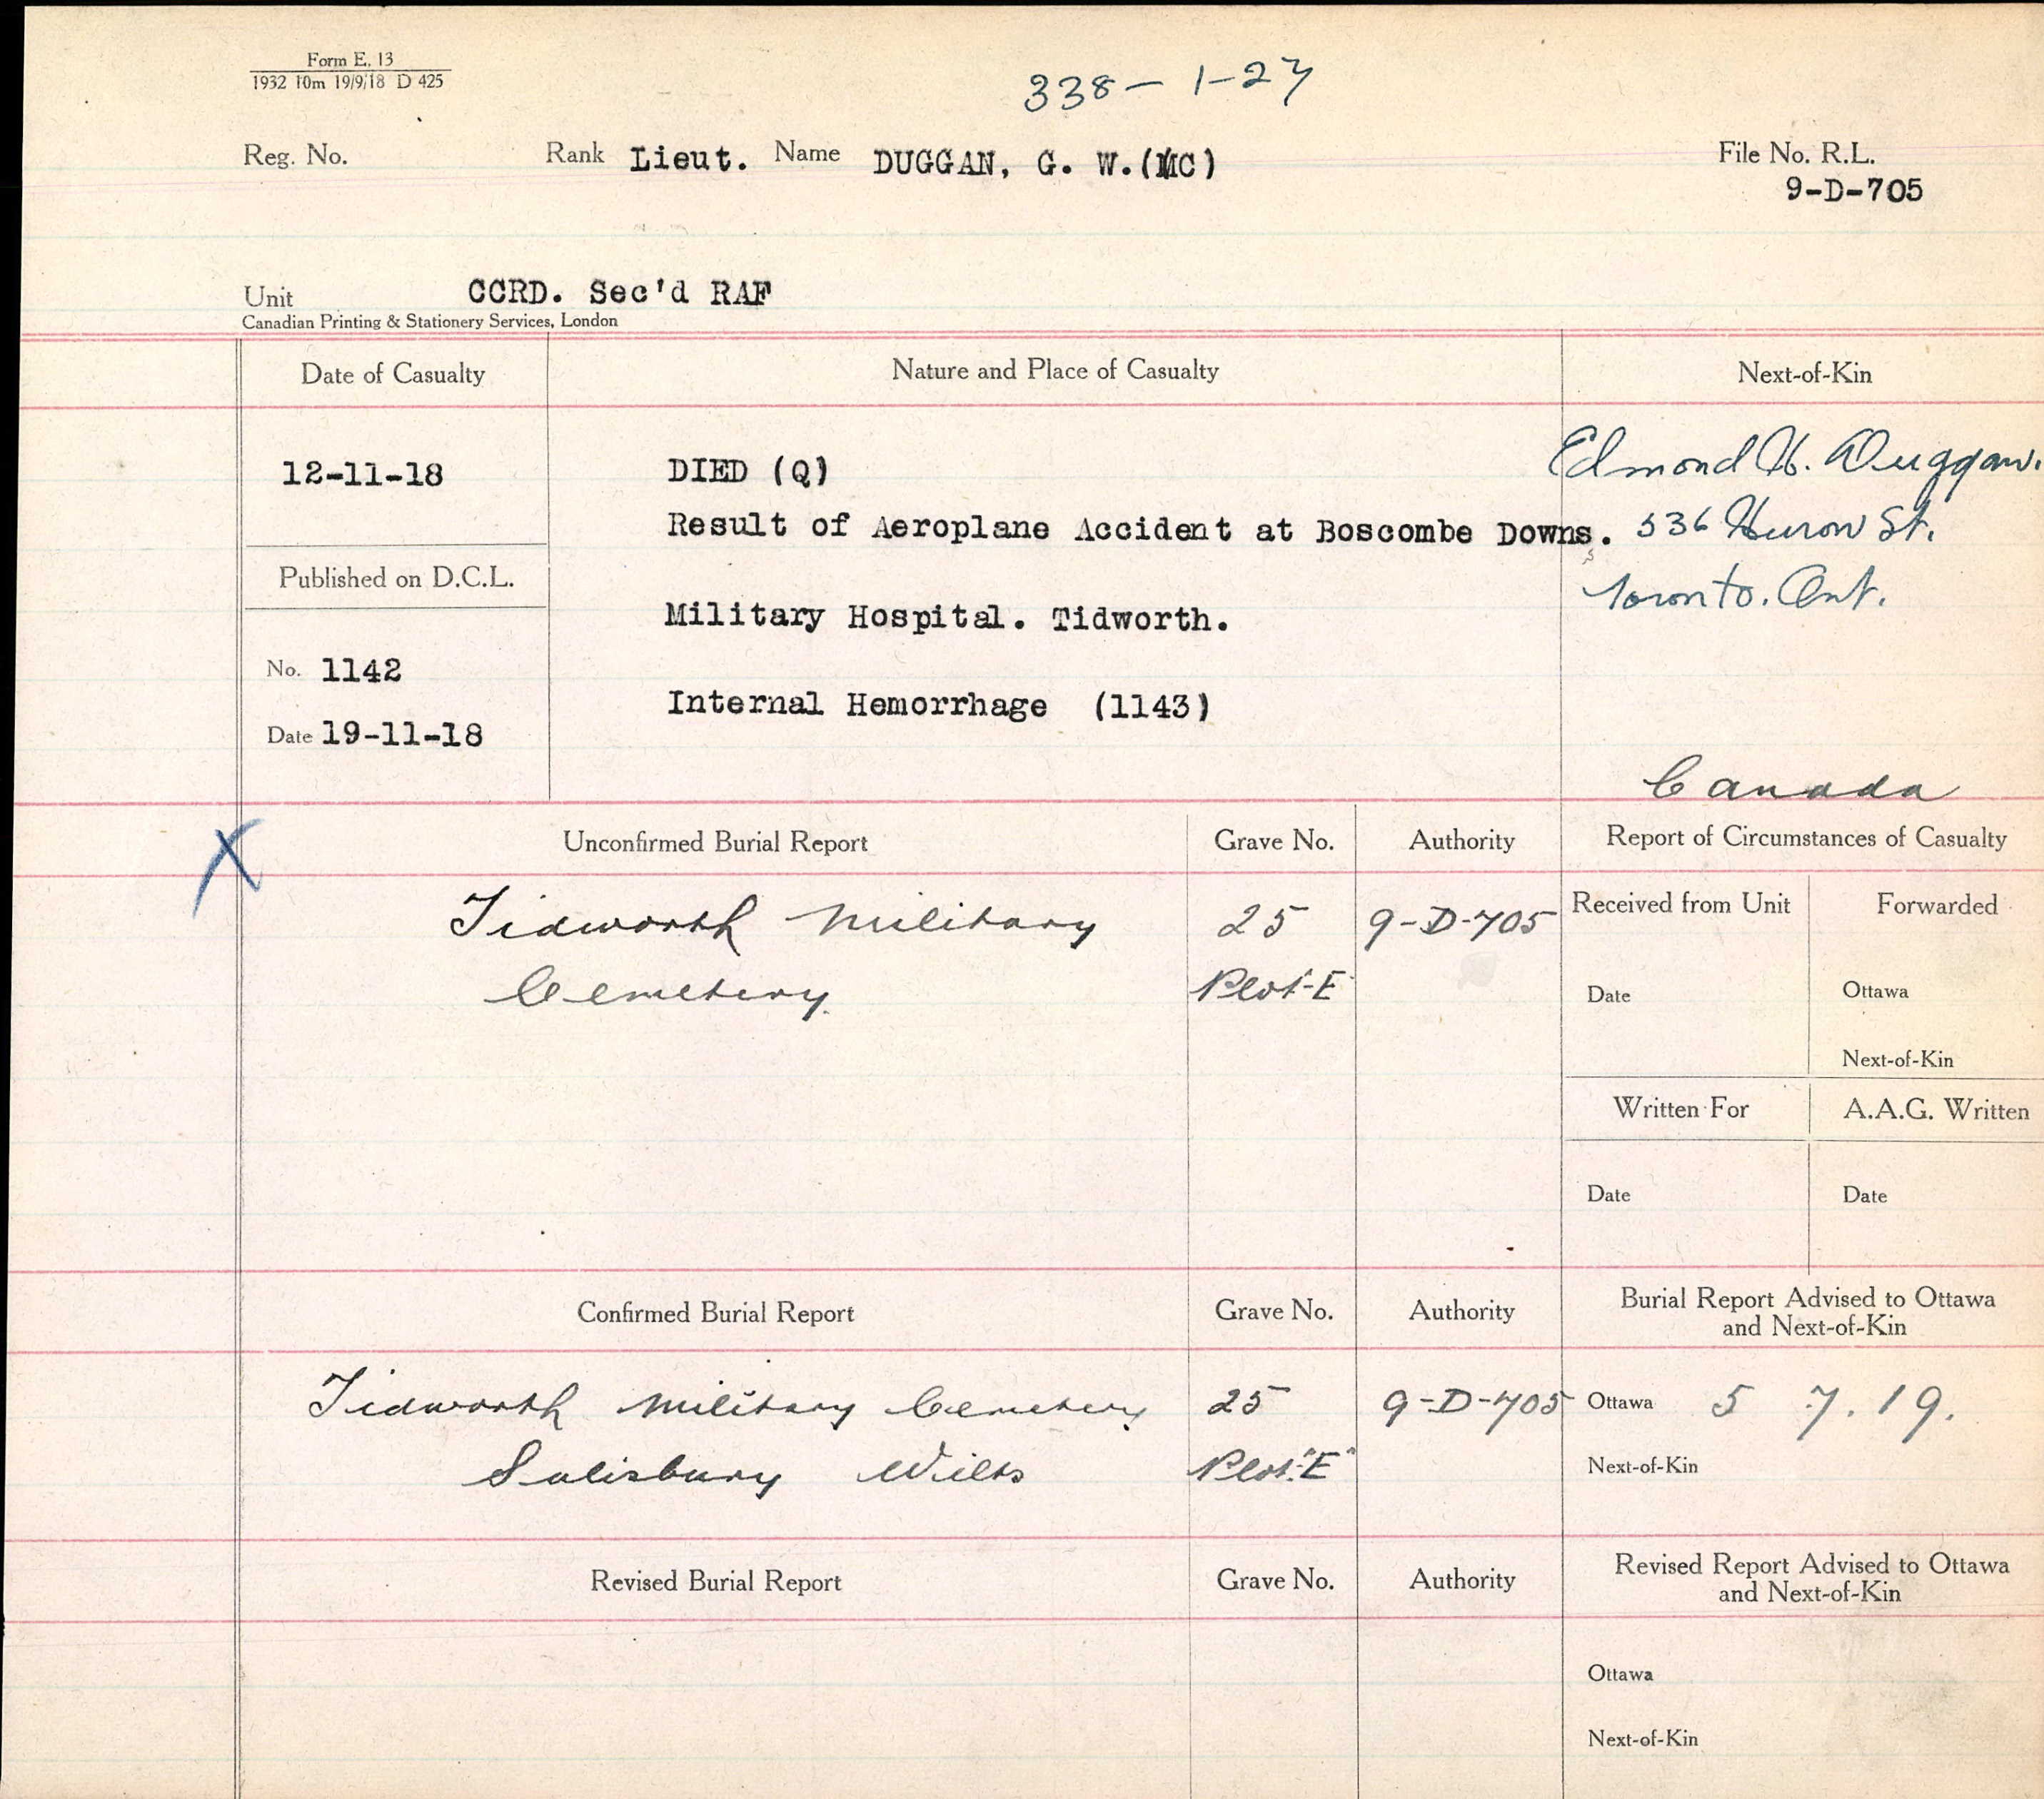 Form E. 13
1932 10m 19/9/18 D 425
338-1-27
Reg. No. Rank Lieut. Name DUGGAN, G. W.(MC) File No. R.L.
9-D-705
Unit CCRD. Sec'd RAF
Canadian Printing & Stationery Services, London
Date of Casualty Nature and Place of Casualty Next-of-Kin
12-11-18 DIED (Q) Edmond H. Duggan.
Result of Aeroplane Accident at Boscombe Downs. 536 Huron St.
Published on D.C.L. Toronto. Ont.
Military Hospital. Tidworth.
No. 1142
Internal Hemorrhage (1143)
Date 19-11-18
Canada
Unconfirmed Burial Report Grave No. Authority Report of Circumstances of Casualty
Tidworth Military 25 9-D-705 Received from Unit Forwarded
Cemetery. Plot-E Date Ottawa
Next-of-Kin
Written For A.A.G. Written
Date Date
Confirmed Burial Report Grave No. Authority Burial Report Advised to Ottawa
and Next-of-Kin
Tidworth Military Cemetery 25 9-D-705 Ottawa 5 7.19.
Salisbury Wilts Plot."E" Next-of-Kin
Revised Burial Report Grave No. Authority Revised Report Advised to Ottawa
and Next-of-Kin
Ottawa
Next-of-Kin